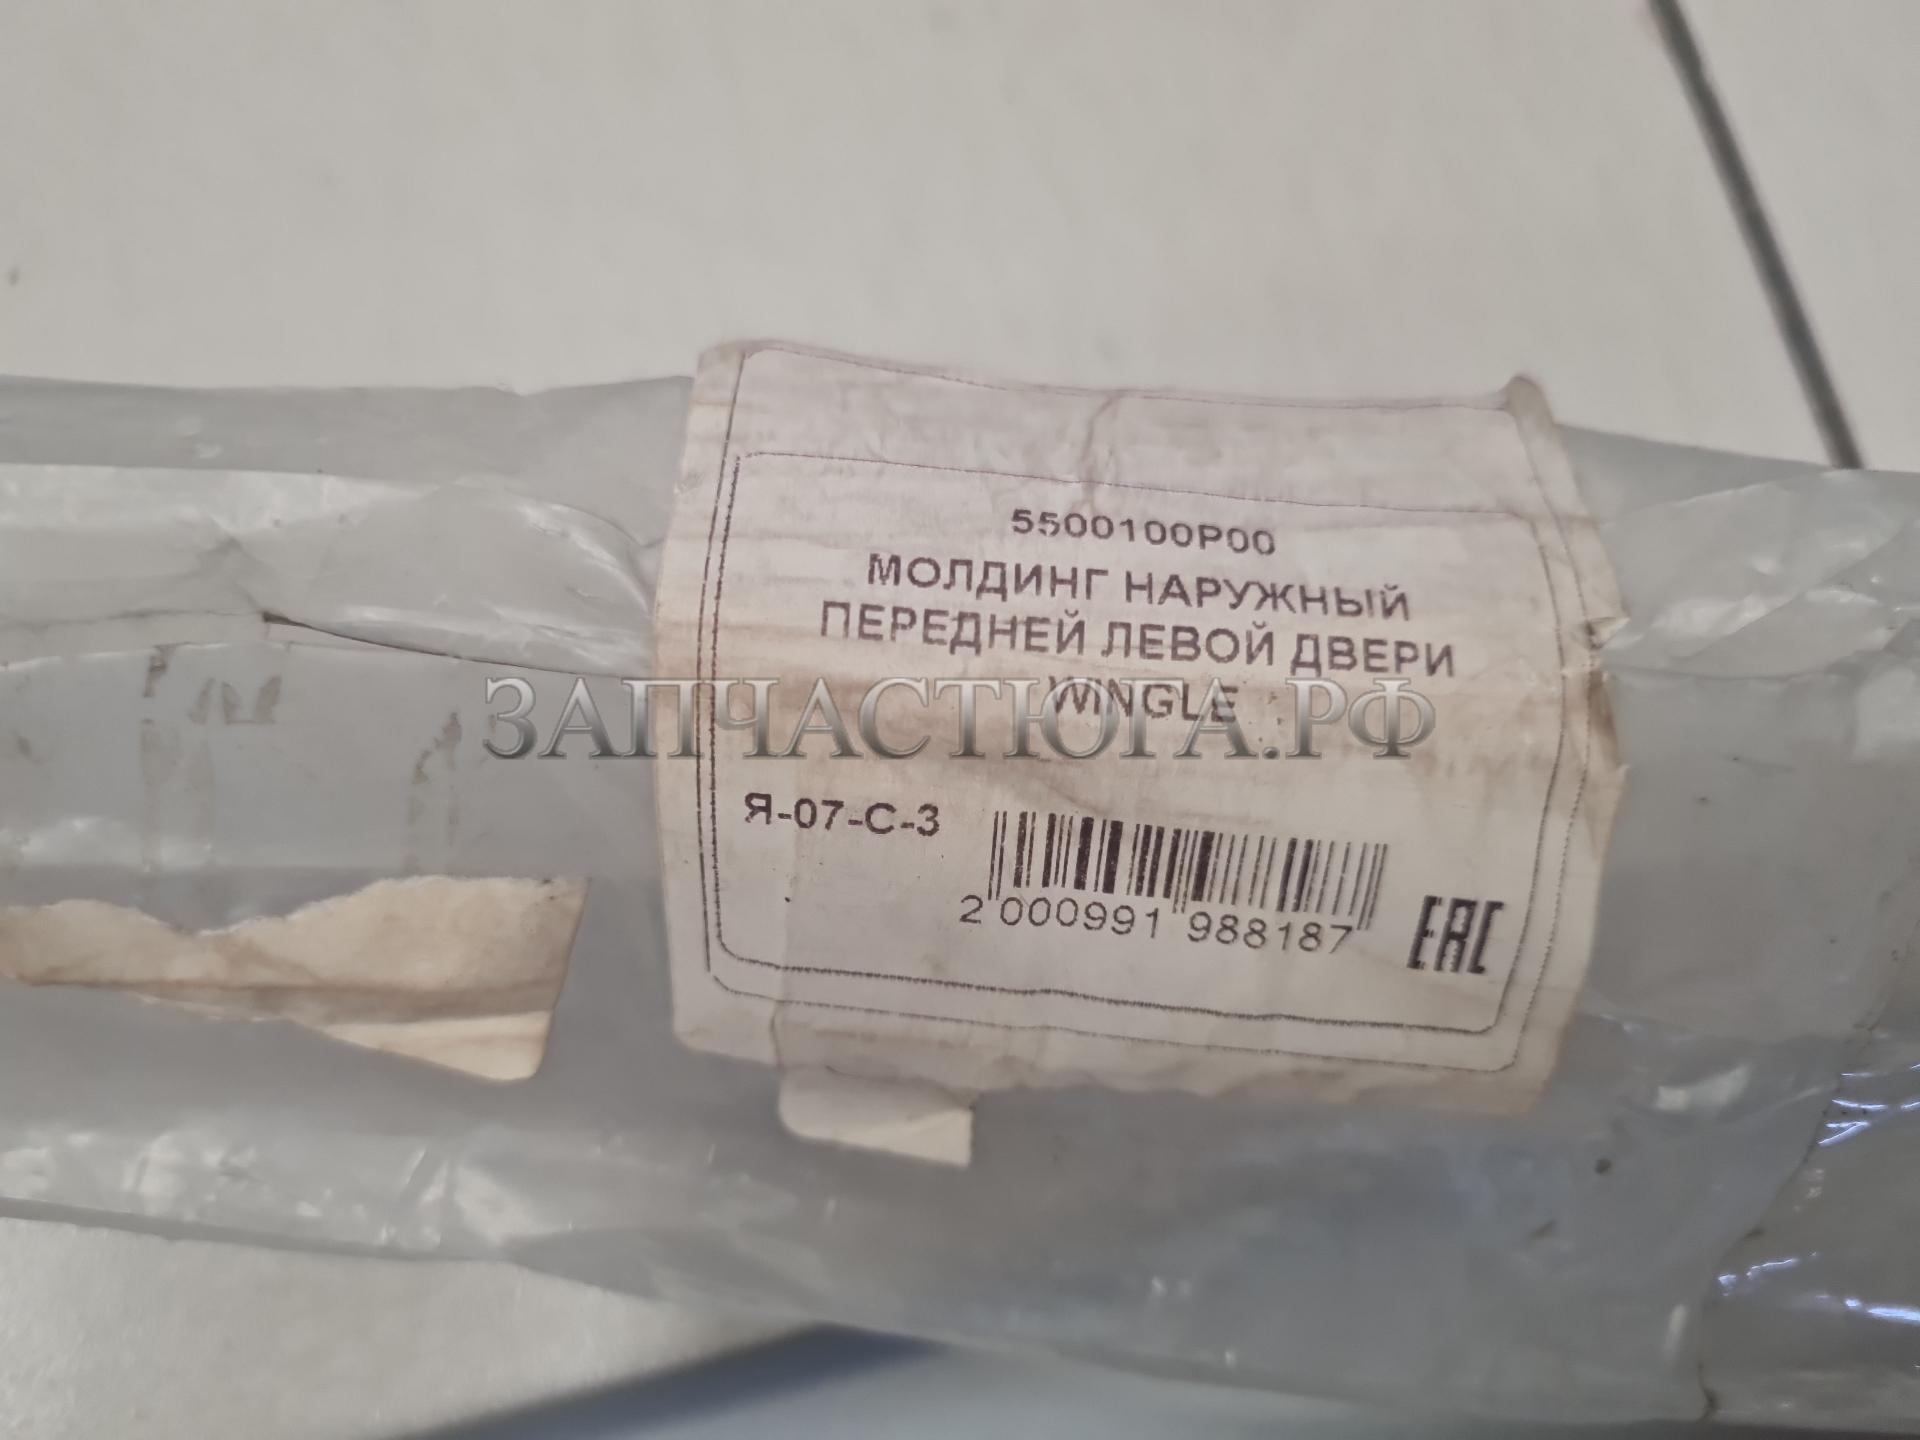 5500100P00
МОЛДИНГ НАРУЖНЫЙ
ПЕРЕДНЕЙ ЛЕВОЙ ДВЕРИ
WINGLE
ЗАПЧАСТЮГА.РФ
Я-07-С-3
2 000991 988187
EAC